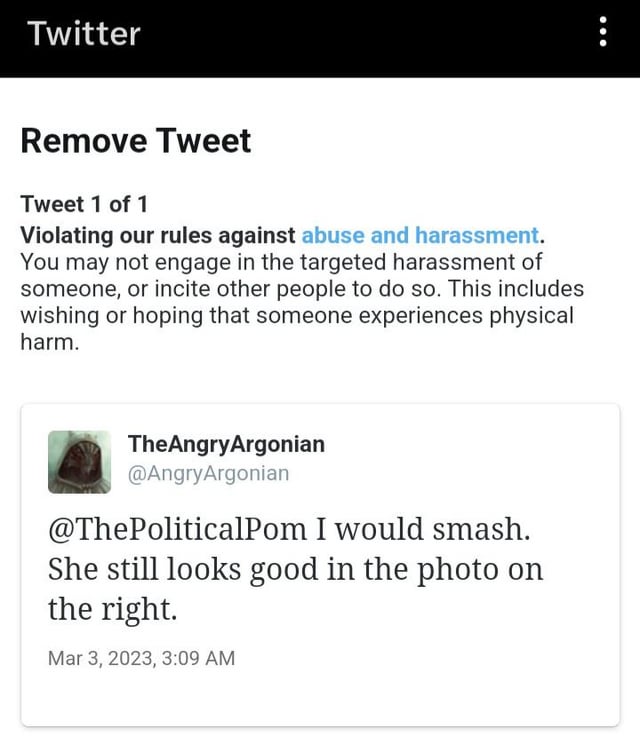 Twitter
Remove Tweet
Tweet 1 of 1
Violating our rules against abuse and harassment.
You may not engage in the targeted harassment of
someone, or incite other people to do so. This includes
wishing or hoping that someone experiences physical
harm.
TheAngryArgonian
@AngryArgonian
@ThePoliticalPom I would smash.
She still looks good in the photo on
the right.
Mar 3, 2023, 3:09 AM